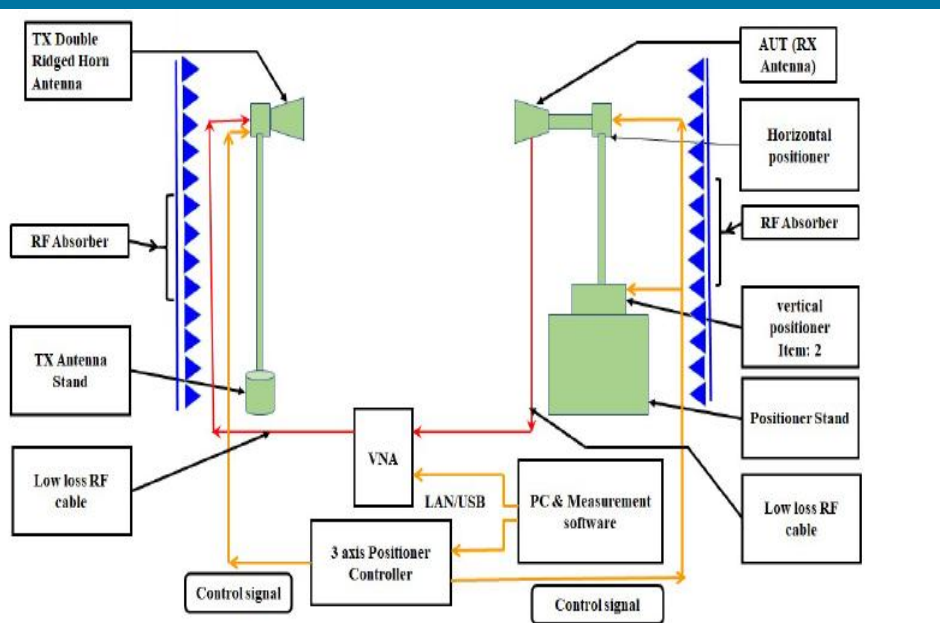 TX Double
Ridged Horn
Antenna
AUT (RX
Antenna)
Horizontal
positioner
RF Absorber
RF Absorber
vertical
positioner
Item: 2
TX Antenna
Stand
Positioner Stand
Low loss RF
cable
VNA
LAN/USB
PC & Measurement
software
Low loss RF
cable
3 axis Positioner
Controller
Control signal
Control signal